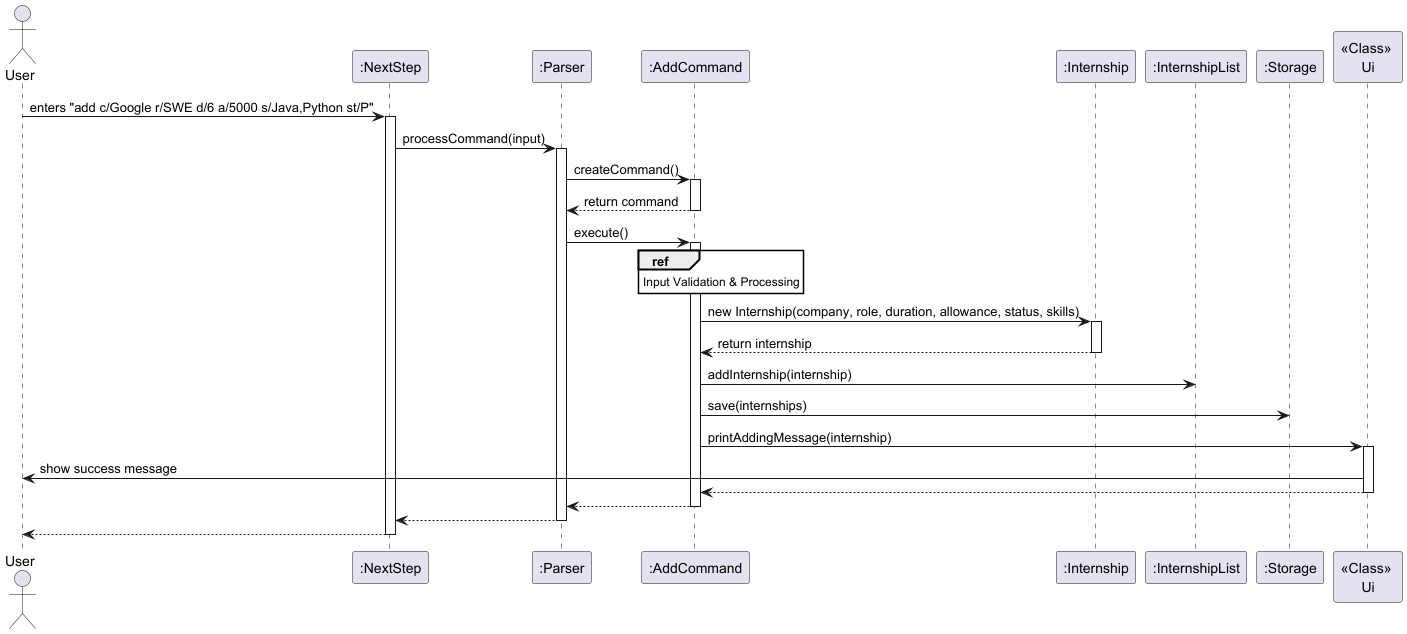 User
:NextStep
:Parser
:AddCommand
:Internship
:InternshipList
:Storage
«Class»
Ui
enters "add c/Google r/SWE d/6 a/5000 s/Java,Python st/P"
processCommand(input)
createCommand()
return command
execute()
ref
Input Validation & Processing
new Internship(company, role, duration, allowance, status, skills)
return internship
addInternship(internship)
save(internships)
printAddingMessage(internship)
show success message
User
:NextStep
:Parser
:AddCommand
:Internship
:InternshipList
:Storage
«Class»
Ui